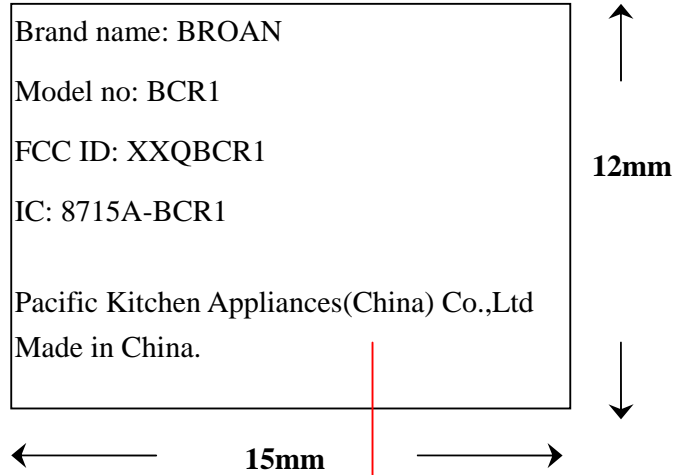 Brand name: BROAN
Model no: BCR1
FCC ID: XXQBCR1
12mm
IC: 8715A-BCR1
Pacific Kitchen Appliances(China) Co.,Ltd
Made in China.
15mm